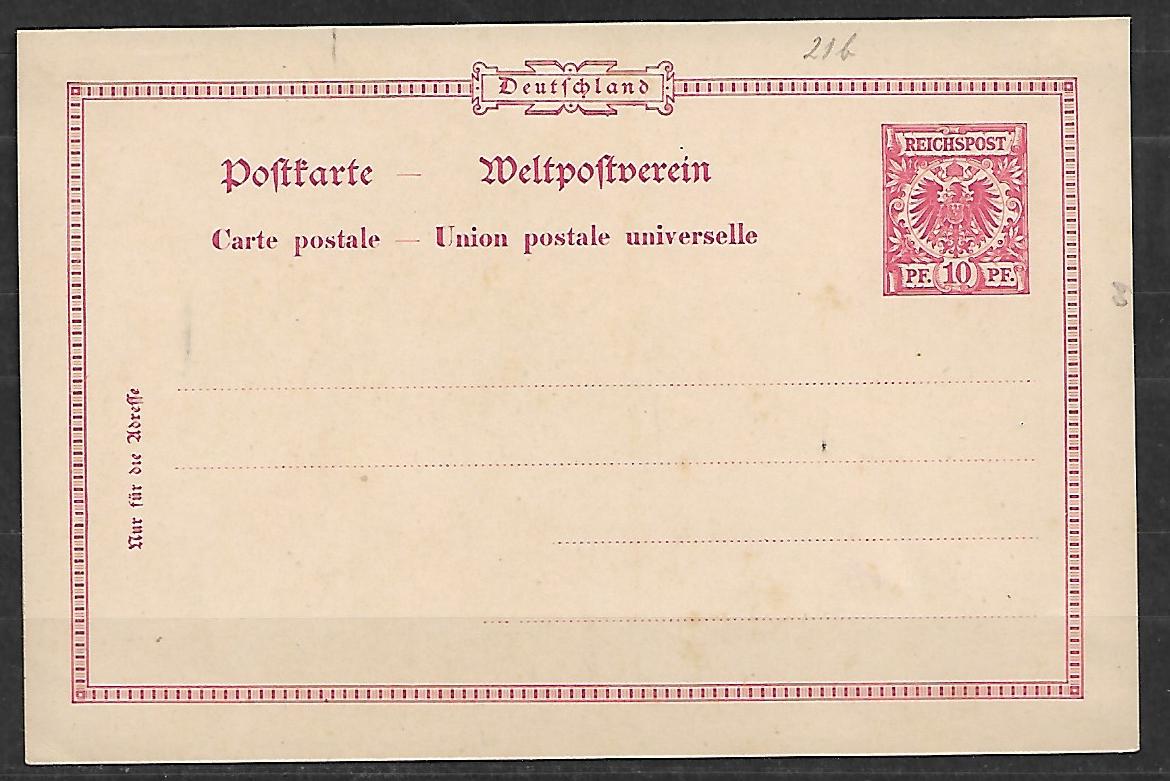 21b
Deutschland
Postkarte — Weltpostverein
Carte postale — Union postale universelle
REICHSPOST
PF. 10 PF.
Nur für die Adresse